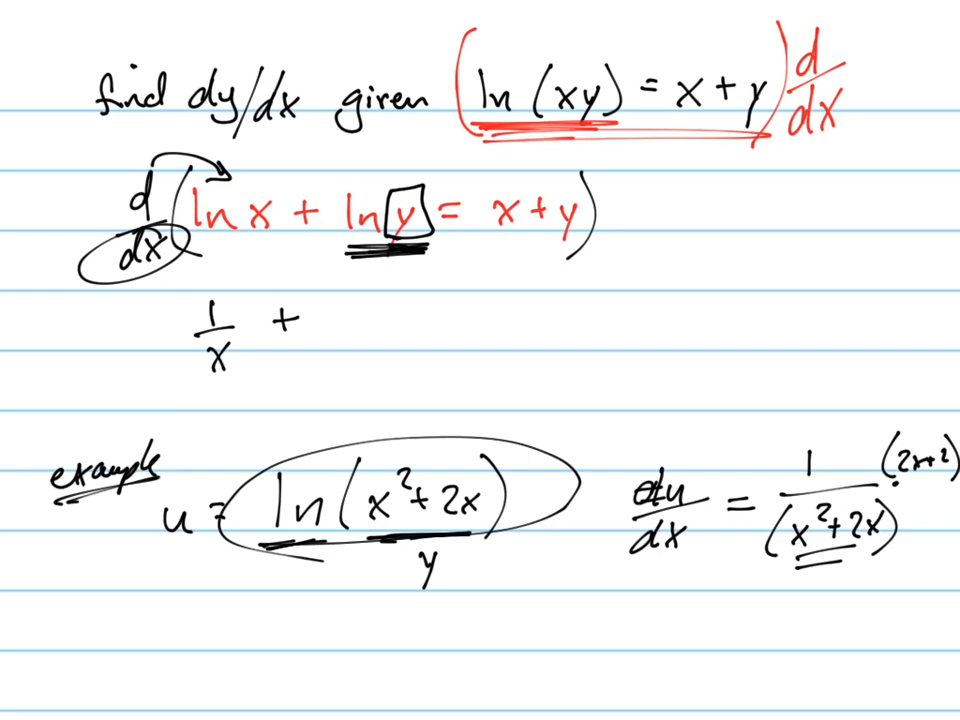 find dy/dx given (ln (xy) = x + y) d/dx
d/dx (ln x + ln y = x + y)
1/x +
example u = ln (x² + 2x) du/dx = 1/(x² + 2x) · (2x+2)
y